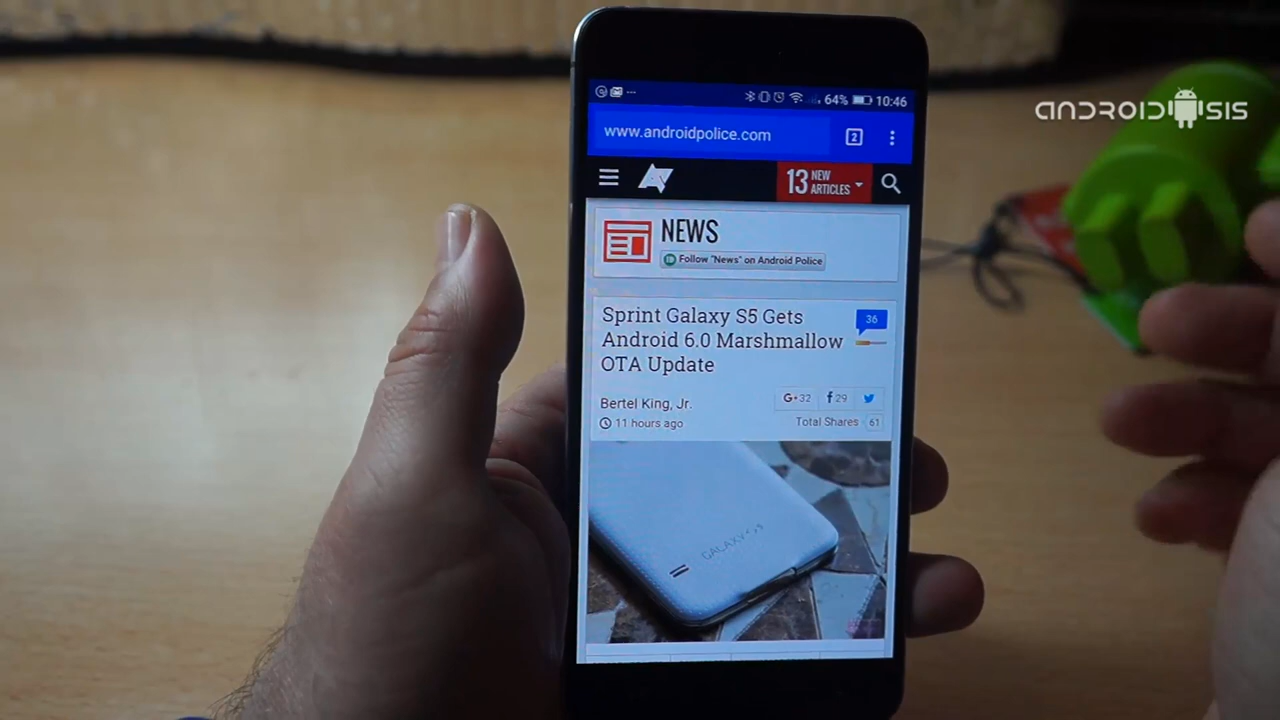 ANDROIDSIS
64% 10:46
www.androidpolice.com
2
13 NEW ARTICLES
NEWS
Follow "News" on Android Police
Sprint Galaxy S5 Gets
Android 6.0 Marshmallow
OTA Update
36
Bertel King, Jr.
G+ 32 f 29
11 hours ago
Total Shares 61
GALAXY S5